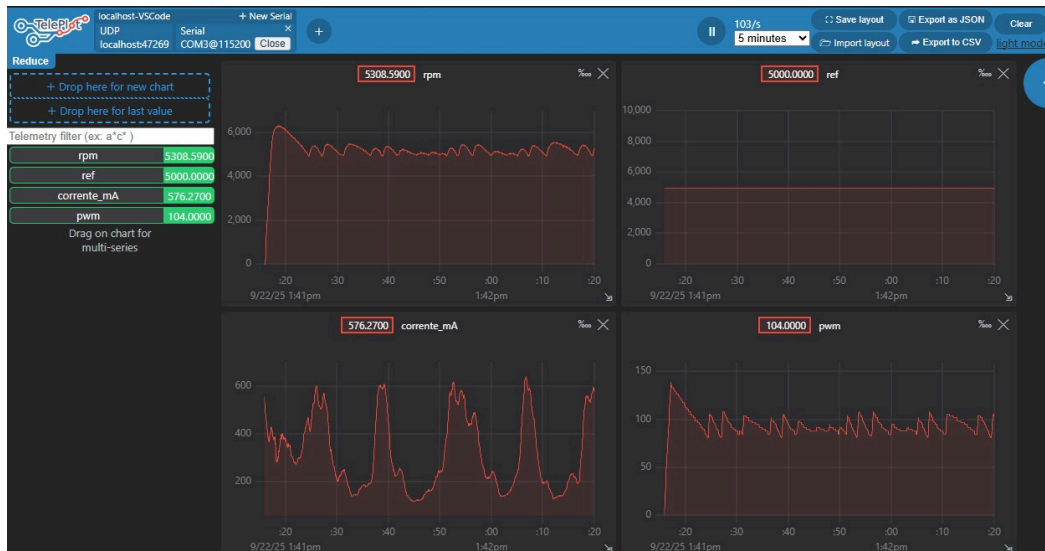 TelePlot
localhost-VSCode + New Serial
UDP Serial ×
localhost:47269 COM3@115200 Close
+
103/s
5 minutes
Save layout Export as JSON Clear
Import layout Export to CSV light mode
Reduce
+ Drop here for new chart
+ Drop here for last value
Telemetry filter (ex: a*c* )
rpm 5308.5900
ref 5000.0000
corrente_mA 576.2700
pwm 104.0000
Drag on chart for
multi-series
5308.5900 rpm
6,000
4,000
2,000
0
:20 :30 :40 :50 :00 :10 :20
9/22/25 1:41pm 1:42pm
5000.0000 ref
10,000
8,000
6,000
4,000
2,000
0
:20 :30 :40 :50 :00 :10 :20
9/22/25 1:41pm 1:42pm
576.2700 corrente_mA
600
400
200
:20 :30 :40 :50 :00 :10 :20
9/22/25 1:41pm 1:42pm
104.0000 pwm
150
100
50
0
:20 :30 :40 :50 :00 :10 :20
9/22/25 1:41pm 1:42pm